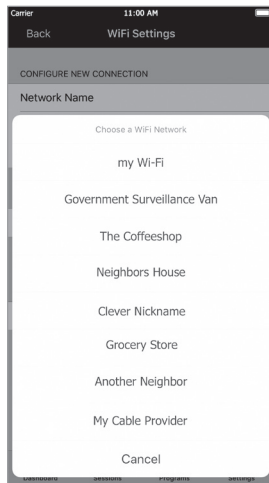 Carrier 11:00 AM
Back WiFi Settings
CONFIGURE NEW CONNECTION
Network Name
Choose a WiFi Network
my Wi-Fi
Government Surveillance Van
The Coffeeshop
Neighbors House
Clever Nickname
Grocery Store
Another Neighbor
My Cable Provider
Cancel
Dashboard Sessions Programs Settings